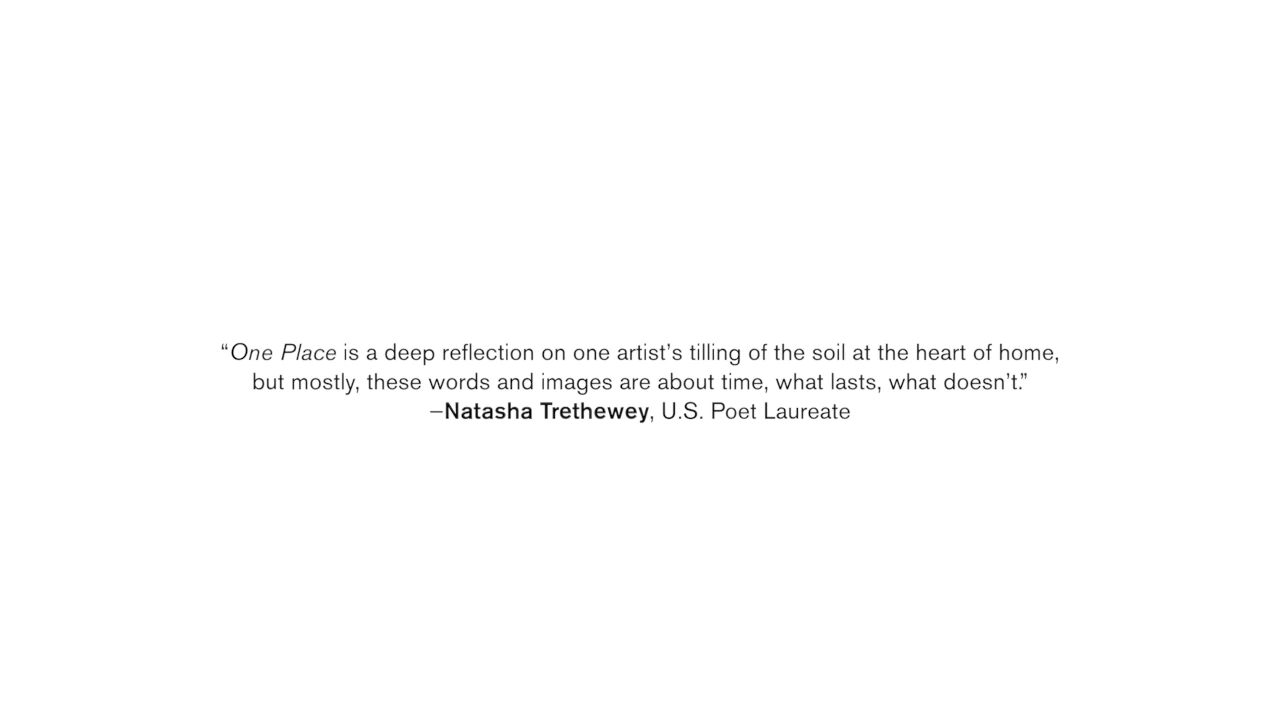 “One Place is a deep reflection on one artist’s tilling of the soil at the heart of home,
but mostly, these words and images are about time, what lasts, what doesn’t.”
–Natasha Trethewey, U.S. Poet Laureate